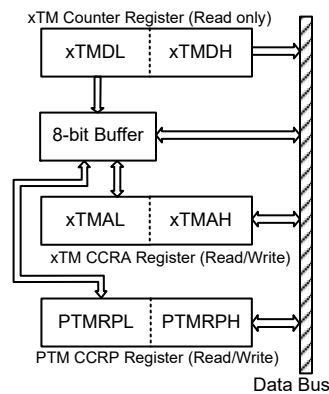 xTM Counter Register (Read only)
xTMDL xTMDH
8-bit Buffer
xTMAL xTMAH
xTM CCRA Register (Read/Write)
PTMRPL PTMRPH
PTM CCRP Register (Read/Write)
Data Bus